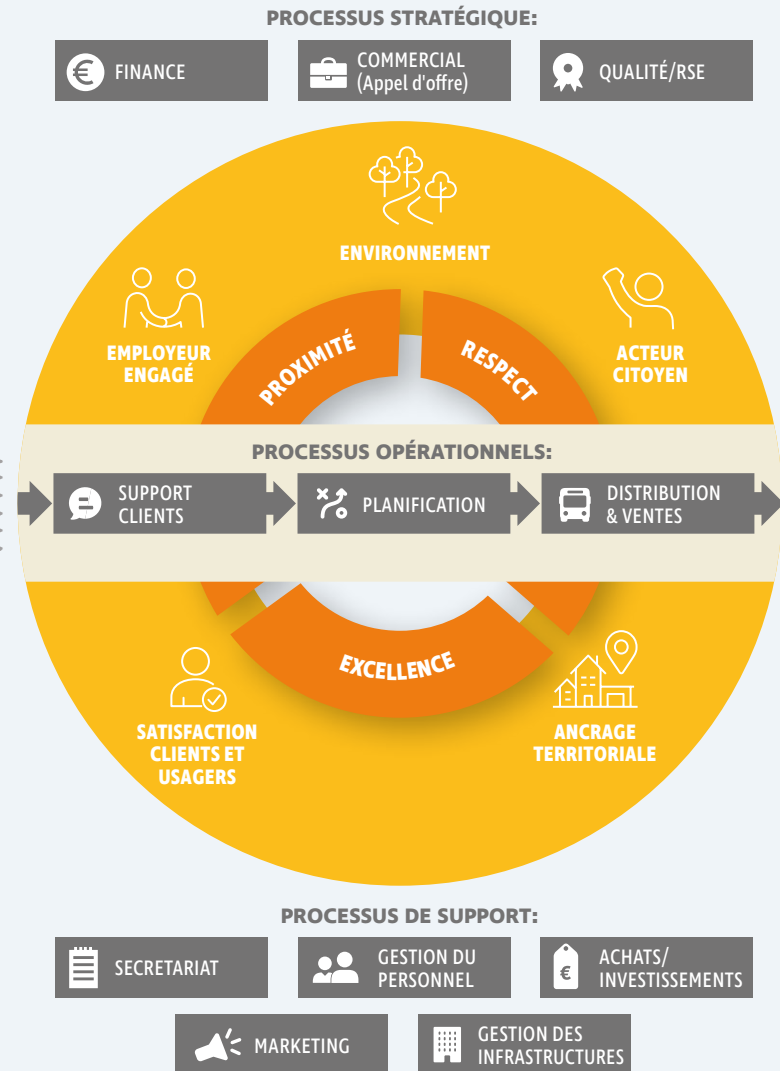 PROCESSUS STRATÉGIQUE:
€ FINANCE
COMMERCIAL
(Appel d'offre)
QUALITÉ/RSE
ENVIRONNEMENT
EMPLOYEUR
ENGAGÉ
ACTEUR
CITOYEN
PROXIMITÉ
RESPECT
PROCESSUS OPÉRATIONNELS:
SUPPORT
CLIENTS
PLANIFICATION
DISTRIBUTION
& VENTES
EXCELLENCE
SATISFACTION
CLIENTS ET
USAGERS
ANCRAGE
TERRITORIALE
PROCESSUS DE SUPPORT:
SECRETARIAT
GESTION DU
PERSONNEL
€ ACHATS/
INVESTISSEMENTS
MARKETING
GESTION DES
INFRASTRUCTURES